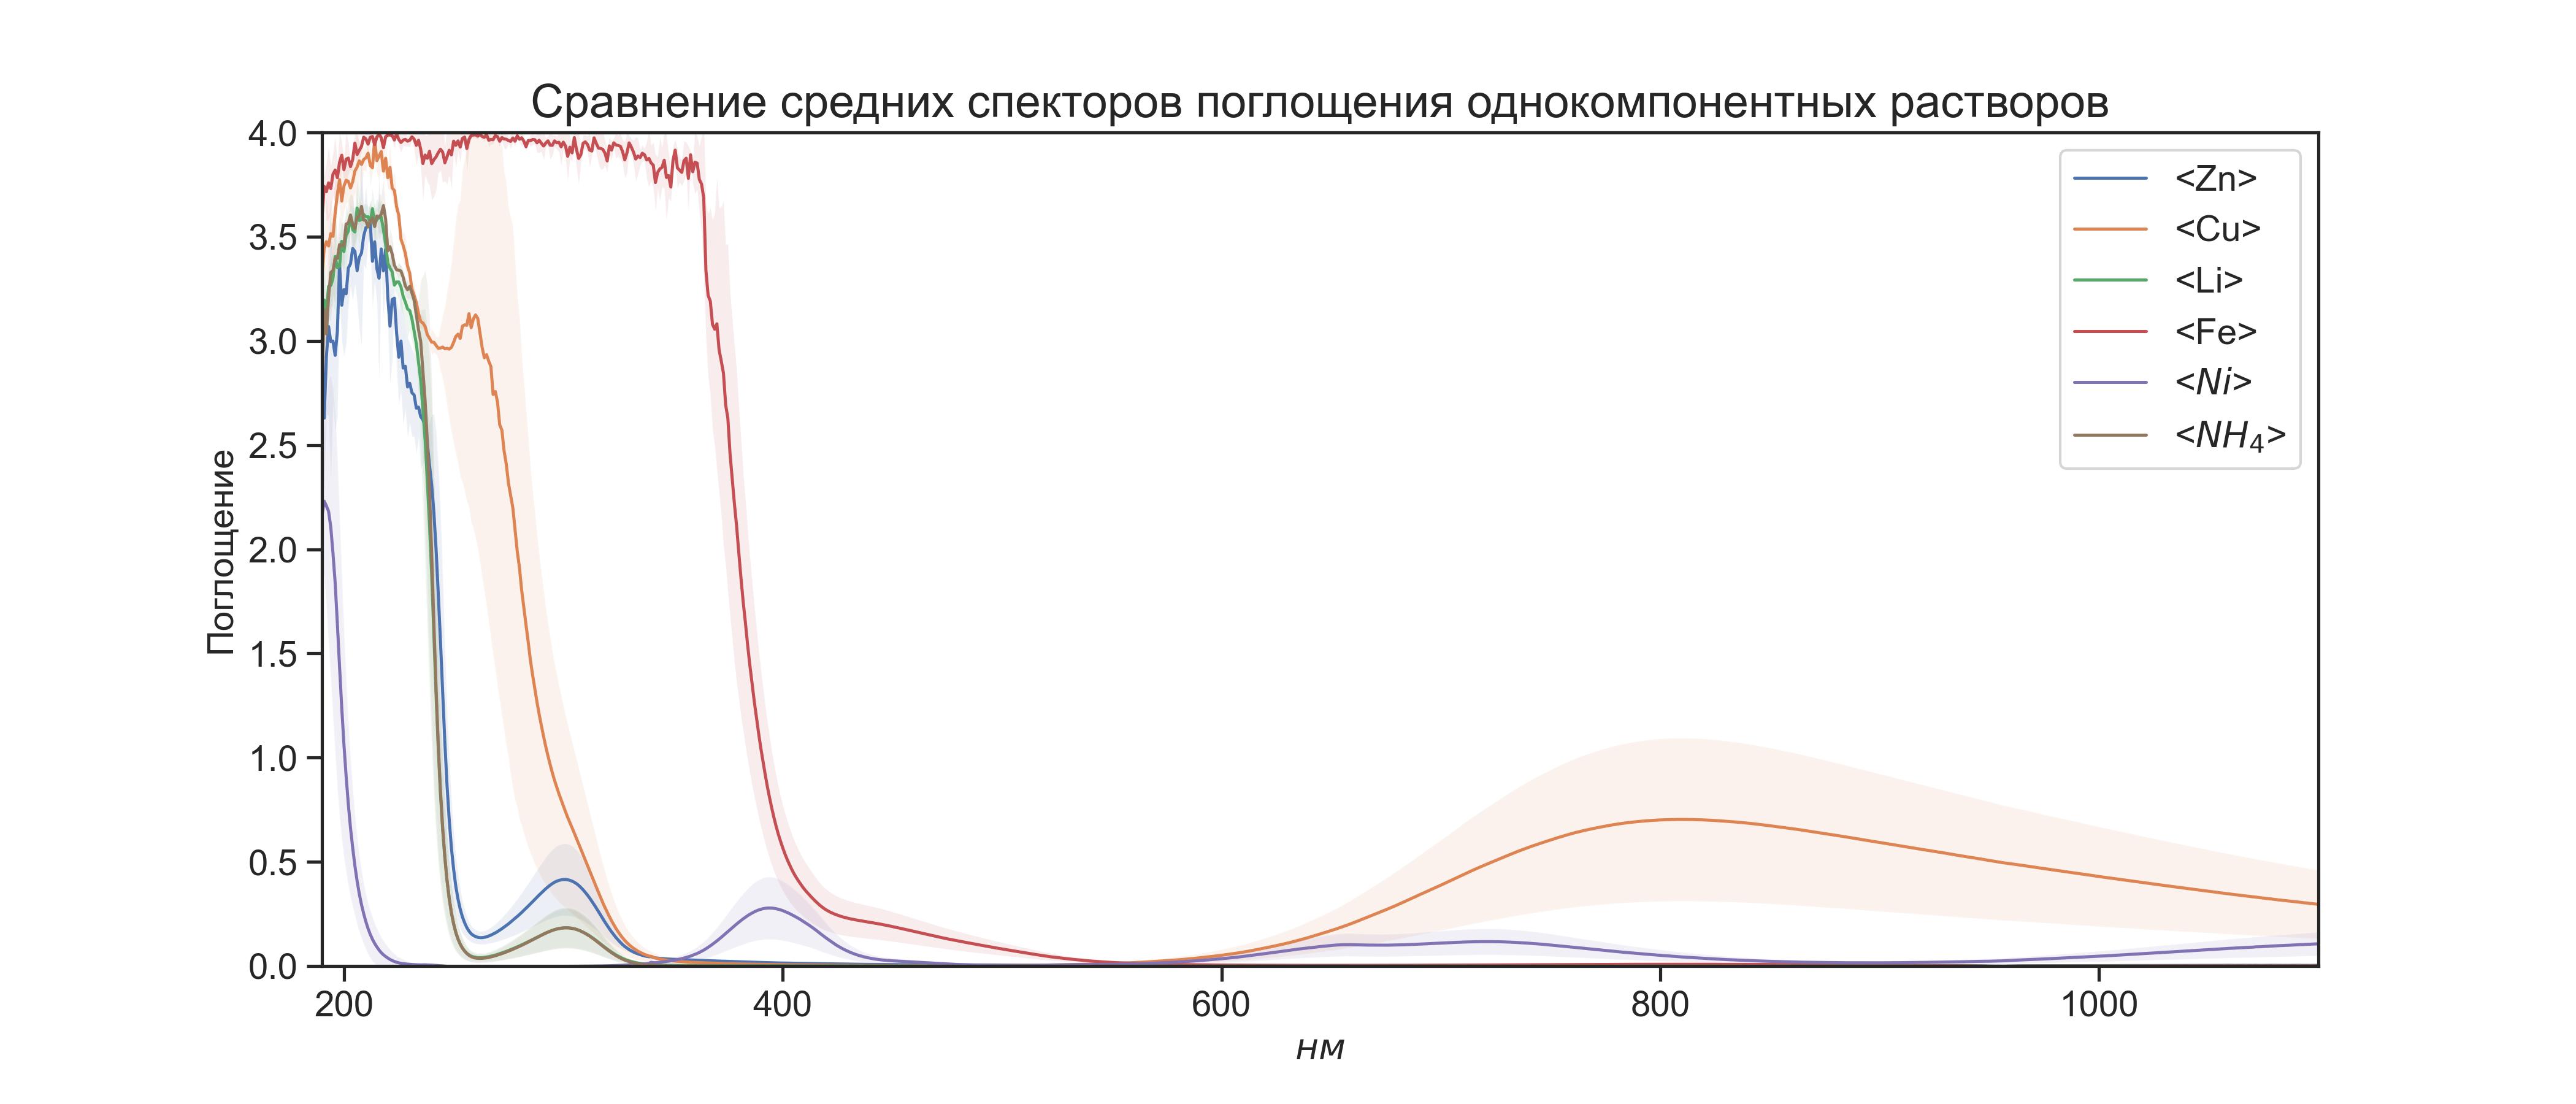 Сравнение средних спекторов поглощения однокомпонентных растворов
4.0
3.5
3.0
2.5
2.0
1.5
1.0
0.5
0.0
Поглощение
200 400 600 800 1000
нм
<Zn>
<Cu>
<Li>
<Fe>
<Ni>
<NH₄>